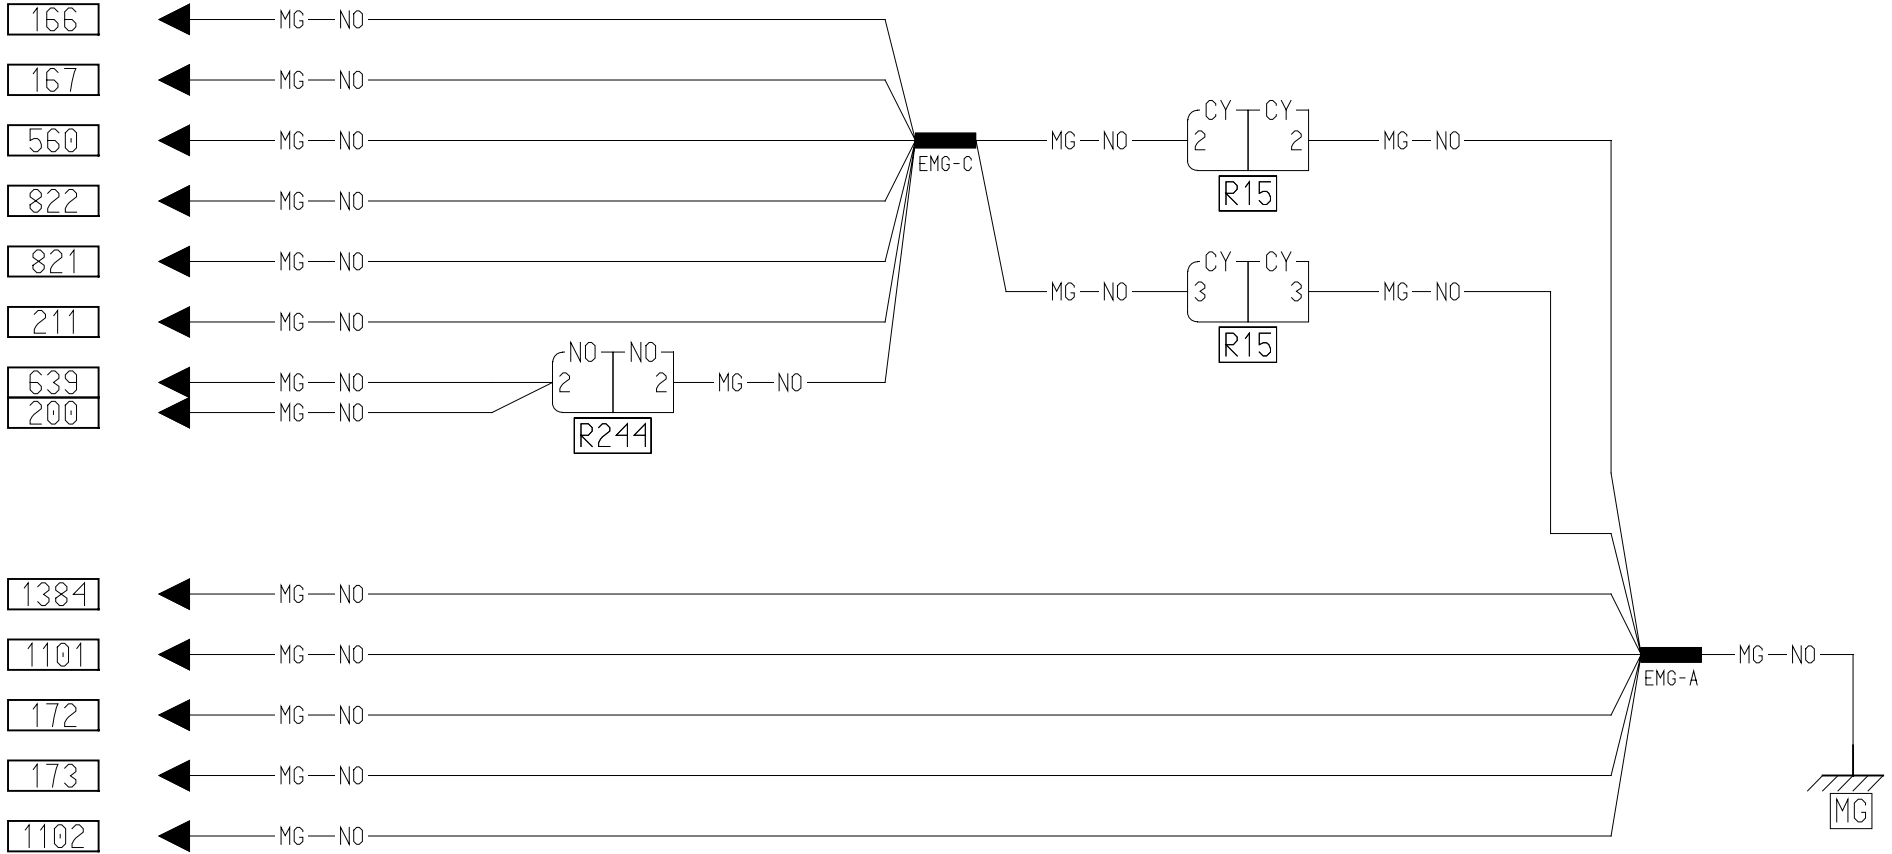 166 MG NO
167 MG NO CY CY
560 MG NO MG NO 2 2 MG NO
EMG-C
822 MG NO R15
821 MG NO CY CY
MG NO 3 3 MG NO
211 MG NO
R15
NO NO
639 MG NO 2 2 MG NO
200 MG NO
R244
1384 MG NO
1101 MG NO MG NO
EMG-A
172 MG NO
173 MG NO
MG
1102 MG NO